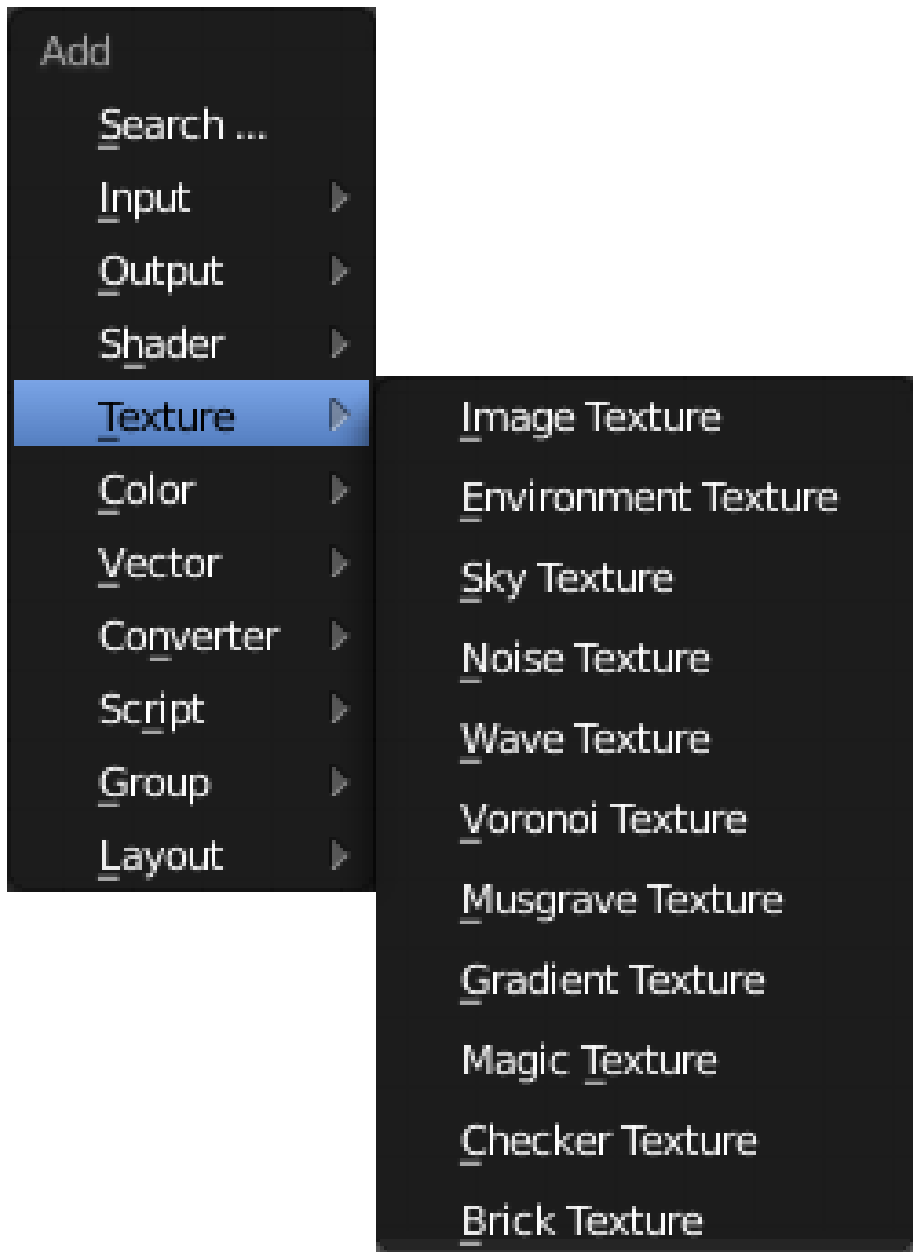 Add
Search ...
Input
Output
Shader
Texture
Color
Vector
Converter
Script
Group
Layout
Image Texture
Environment Texture
Sky Texture
Noise Texture
Wave Texture
Voronoi Texture
Musgrave Texture
Gradient Texture
Magic Texture
Checker Texture
Brick Texture